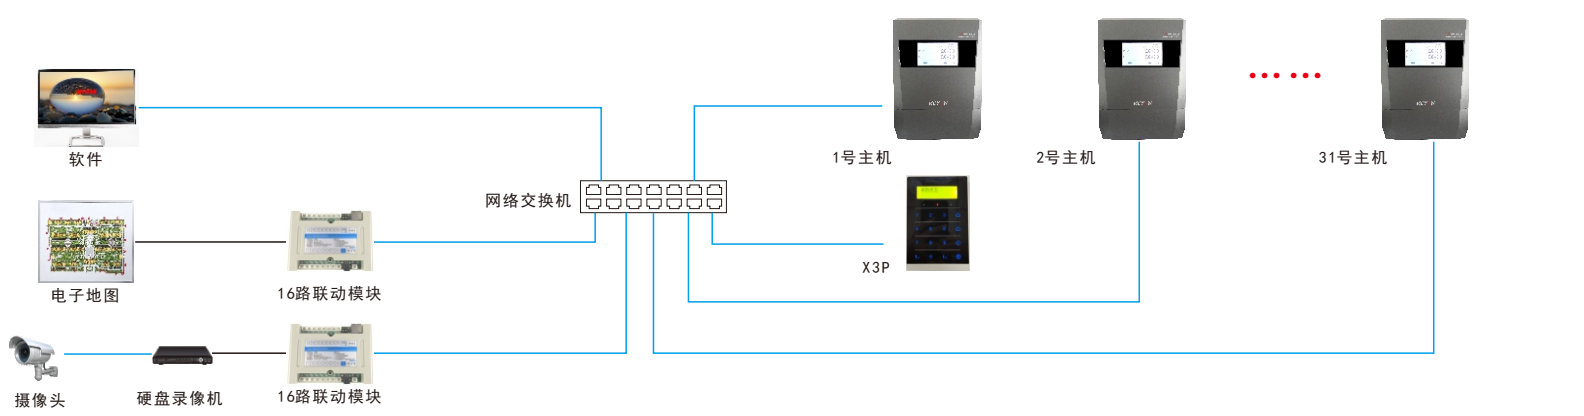 软件
1号主机
2号主机
31号主机
网络交换机
X3P
电子地图
16路联动模块
摄像头
硬盘录像机
16路联动模块